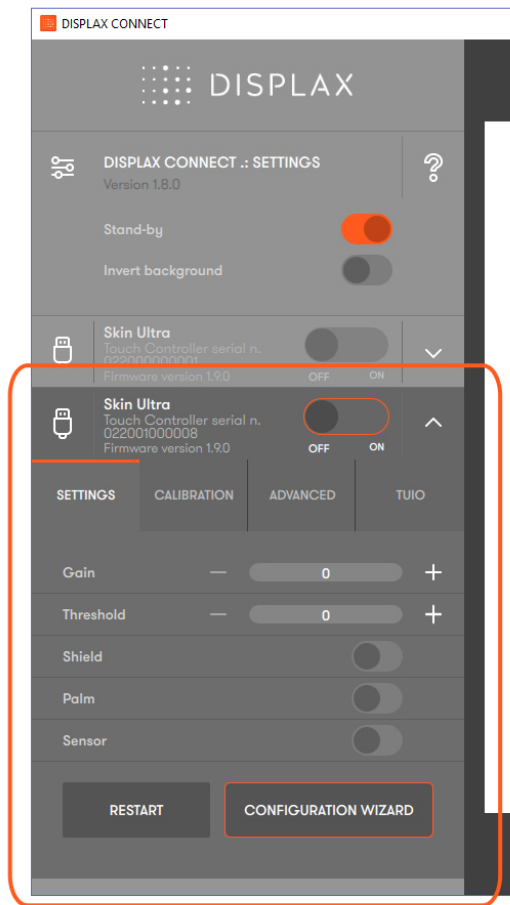 DISPLAX CONNECT
DISPLAX
DISPLAX CONNECT .: SETTINGS
Version 1.8.0
Stand-by
Invert background
Skin Ultra
Touch Controller serial n.
022000000001
Firmware version 1.9.0
OFF ON
Skin Ultra
Touch Controller serial n.
022001000008
Firmware version 1.9.0
OFF ON
SETTINGS CALIBRATION ADVANCED TUIO
Gain — 0 +
Threshold — 0 +
Shield
Palm
Sensor
RESTART CONFIGURATION WIZARD